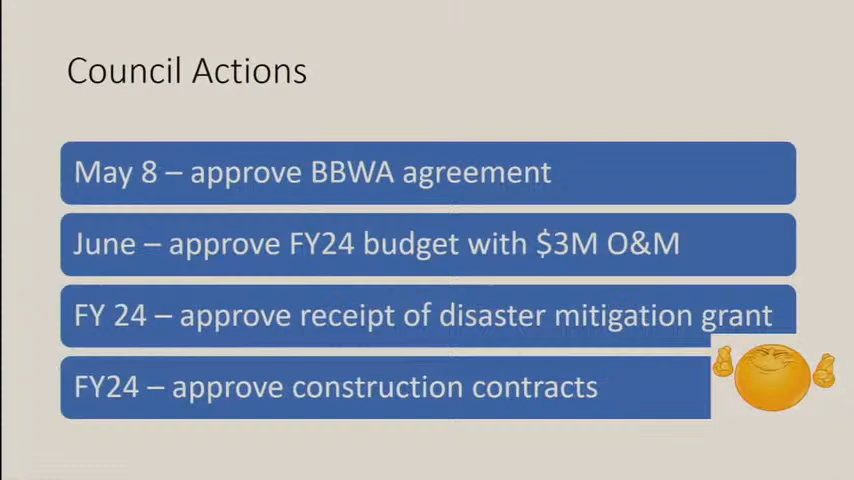 Council Actions
May 8 – approve BBWA agreement
June – approve FY24 budget with $3M O&M
FY 24 – approve receipt of disaster mitigation grant
FY24 – approve construction contracts